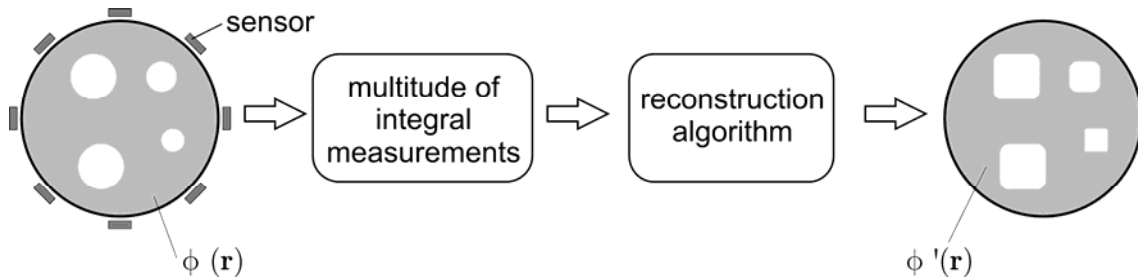 sensor
multitude of
integral
measurements
reconstruction
algorithm
ϕ (r)
ϕ '(r)